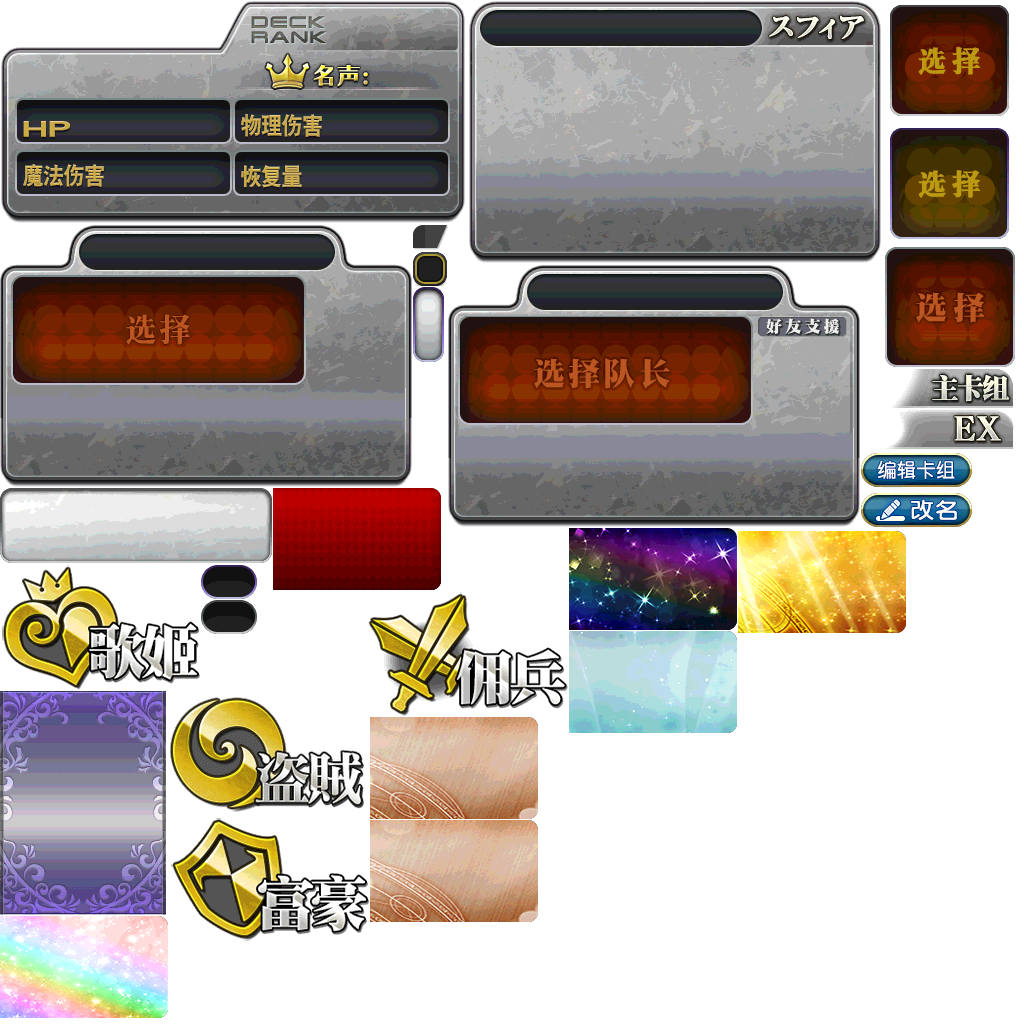 DECK
RANK
名声:
HP
物理伤害
魔法伤害
恢复量
スフィア
选择
选择
选择
选择
好友支援
选择队长
主卡组
EX
编辑卡组
改名
歌姬
佣兵
盗贼
富豪